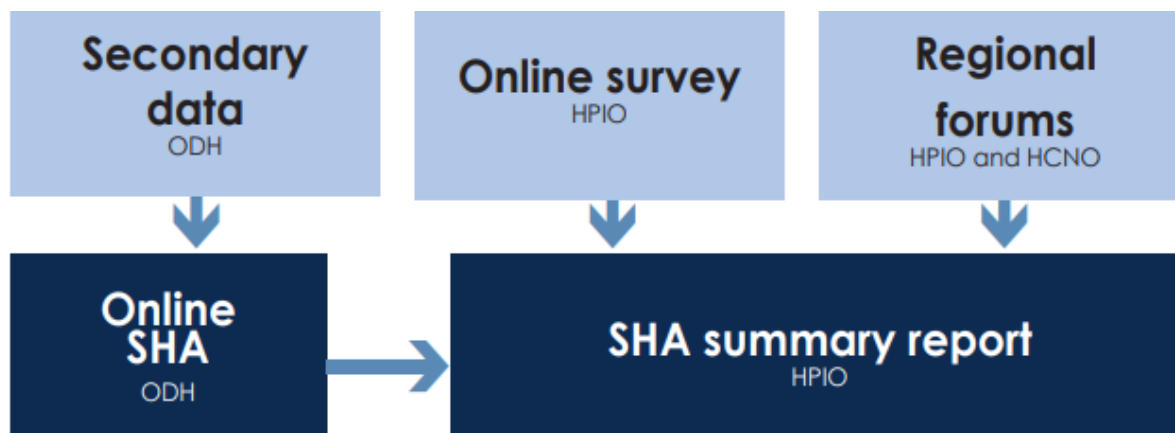 Secondary
data
ODH
Online survey
HPIO
Regional
forums
HPIO and HCNO
Online
SHA
ODH
SHA summary report
HPIO